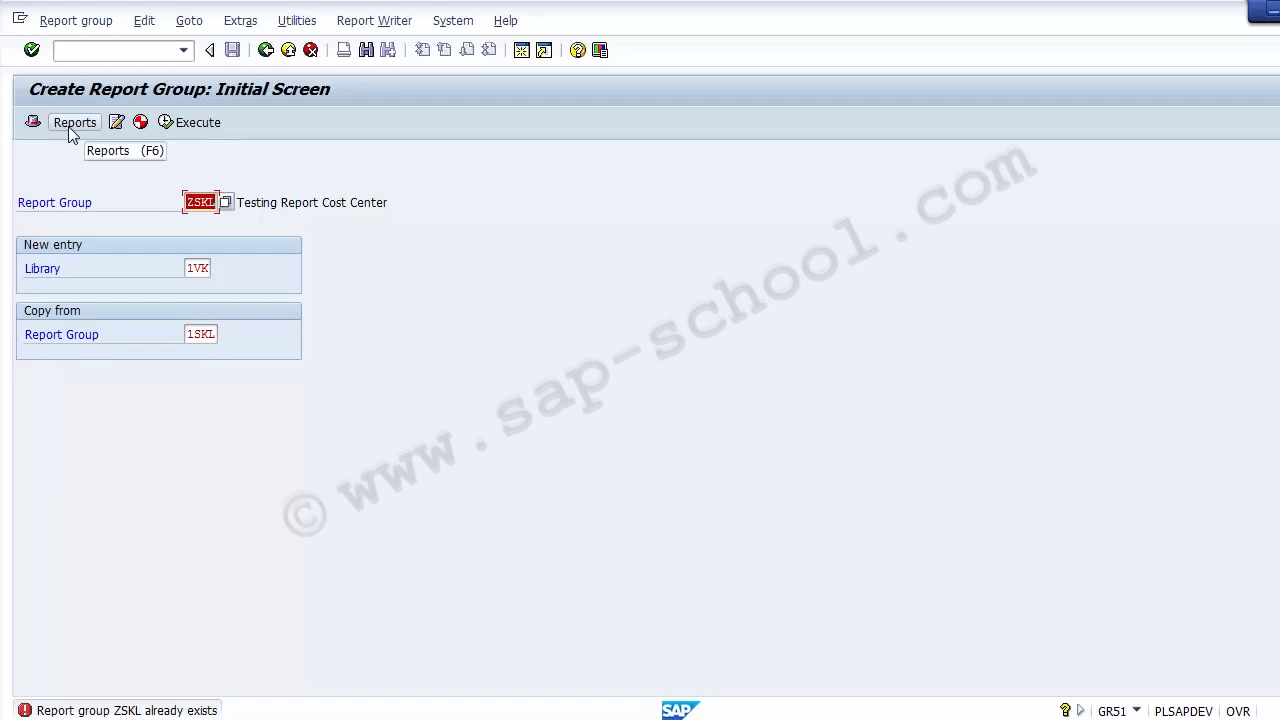 Report group Edit Goto Extras Utilities Report Writer System Help
Create Report Group: Initial Screen
Reports Execute
Reports (F6)
Report Group ZSKL Testing Report Cost Center
New entry
Library 1VK
Copy from
Report Group 1SKL
© www.sap-school.com
Report group ZSKL already exists SAP GR51 PLSAPDEV OVR